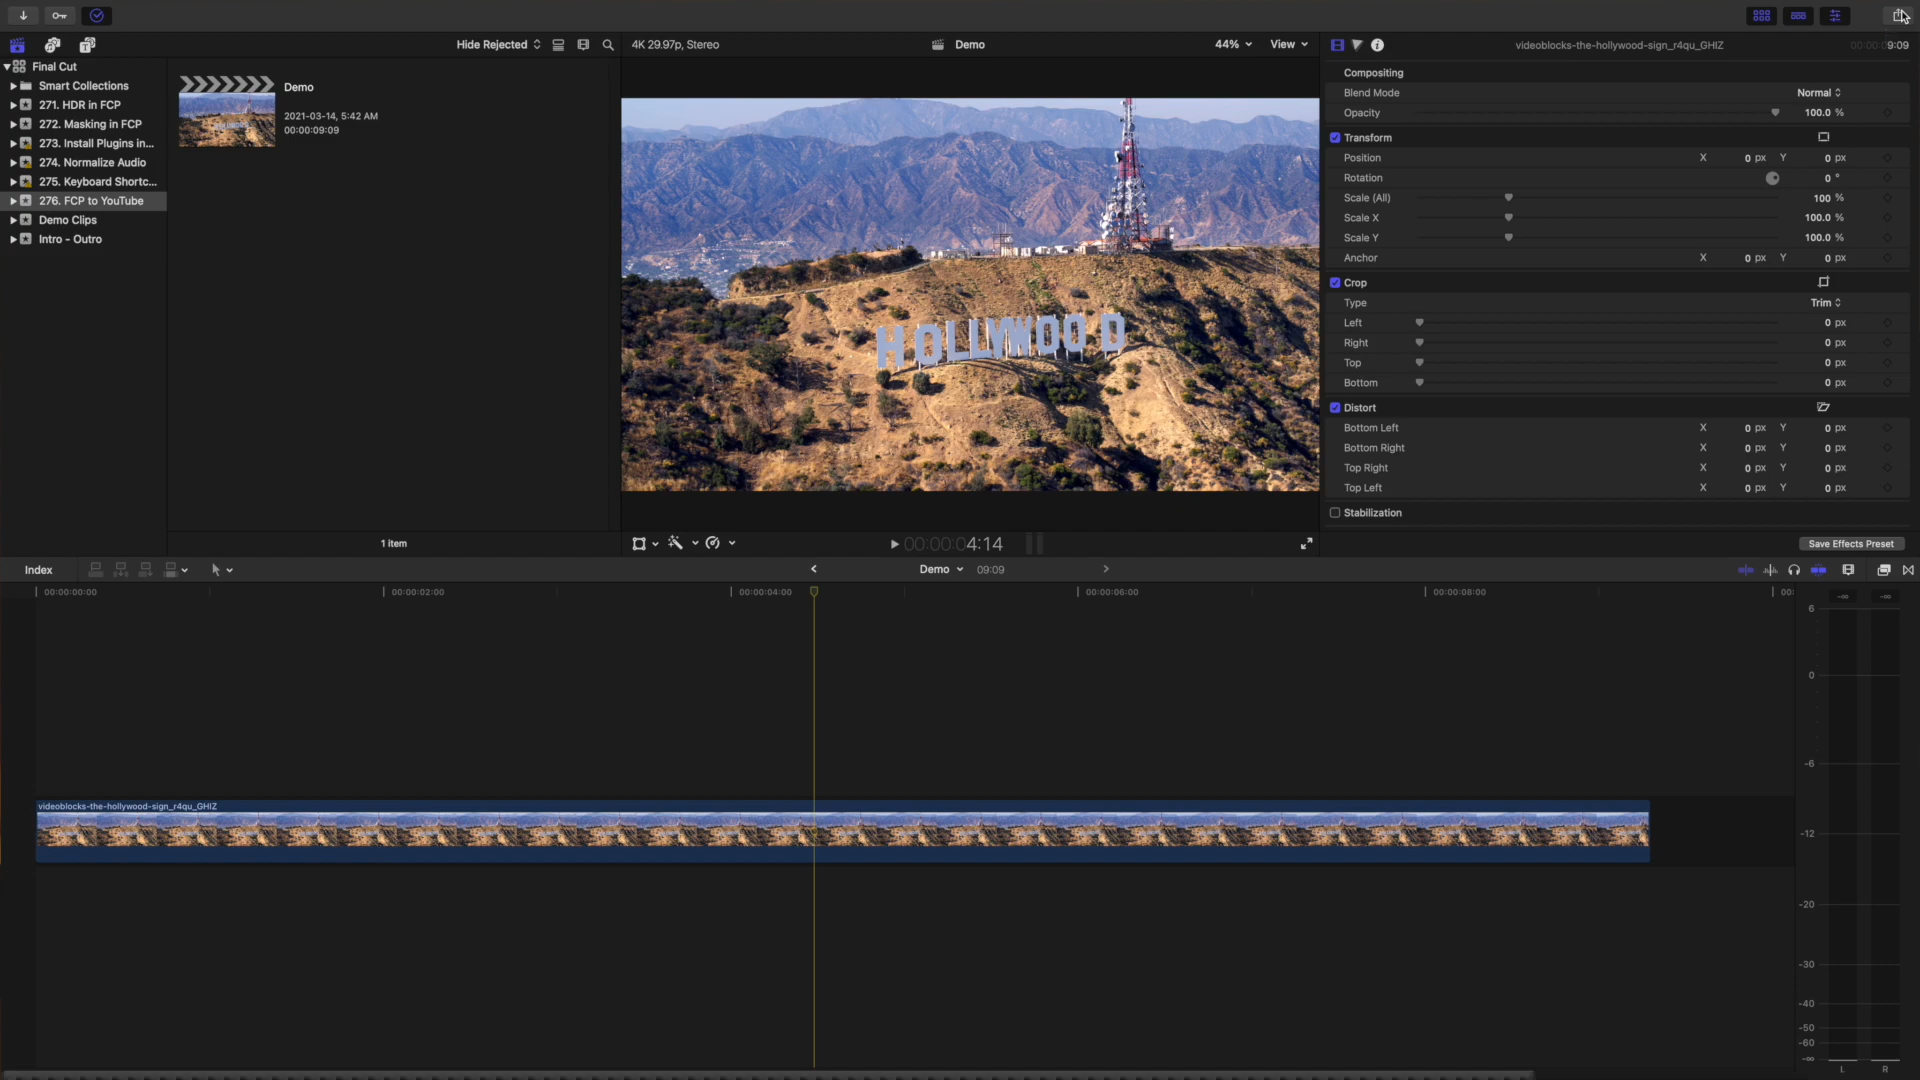 Hide Rejected
4K 29.97p, Stereo
Demo
44%
View
videoblocks-the-hollywood-sign_r4qu_GHIZ
00:00:09:09
Final Cut
Smart Collections
271. HDR in FCP
272. Masking in FCP
273. Install Plugins in...
274. Normalize Audio
275. Keyboard Shortc...
276. FCP to YouTube
Demo Clips
Intro - Outro
Demo
2021-03-14, 5:42 AM
00:00:09:09
1 item
HOLLYWOOD
00:00:04:14
Compositing
Blend Mode Normal
Opacity 100.0 %
Transform
Position X 0 px Y 0 px
Rotation 0 °
Scale (All) 100 %
Scale X 100.0 %
Scale Y 100.0 %
Anchor X 0 px Y 0 px
Crop
Type Trim
Left 0 px
Right 0 px
Top 0 px
Bottom 0 px
Distort
Bottom Left X 0 px Y 0 px
Bottom Right X 0 px Y 0 px
Top Right X 0 px Y 0 px
Top Left X 0 px Y 0 px
Stabilization
Save Effects Preset
Index
Demo
09:09
00:00:00:00
00:00:02:00
00:00:04:00
00:00:06:00
00:00:08:00
00:
videoblocks-the-hollywood-sign_r4qu_GHIZ
-∞ -∞
6
0
-6
-12
-20
-30
-40
-50
-60
-∞
L R